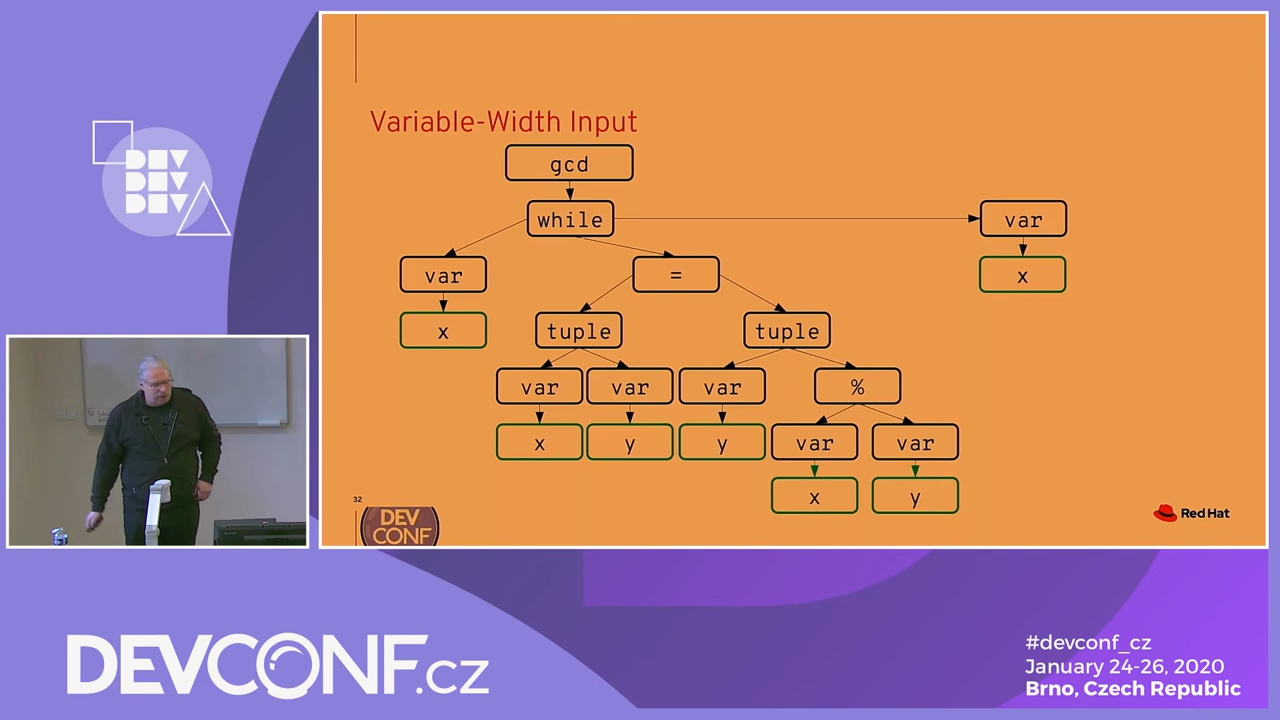 DEV
DEV
DEV
Variable-Width Input
gcd
while
var
var
=
x
x
tuple
tuple
var
var
var
%
x
y
y
var
var
x
y
32
DEV
CONF
Red Hat
DEVCONF.cz
#devconf_cz
January 24-26, 2020
Brno, Czech Republic